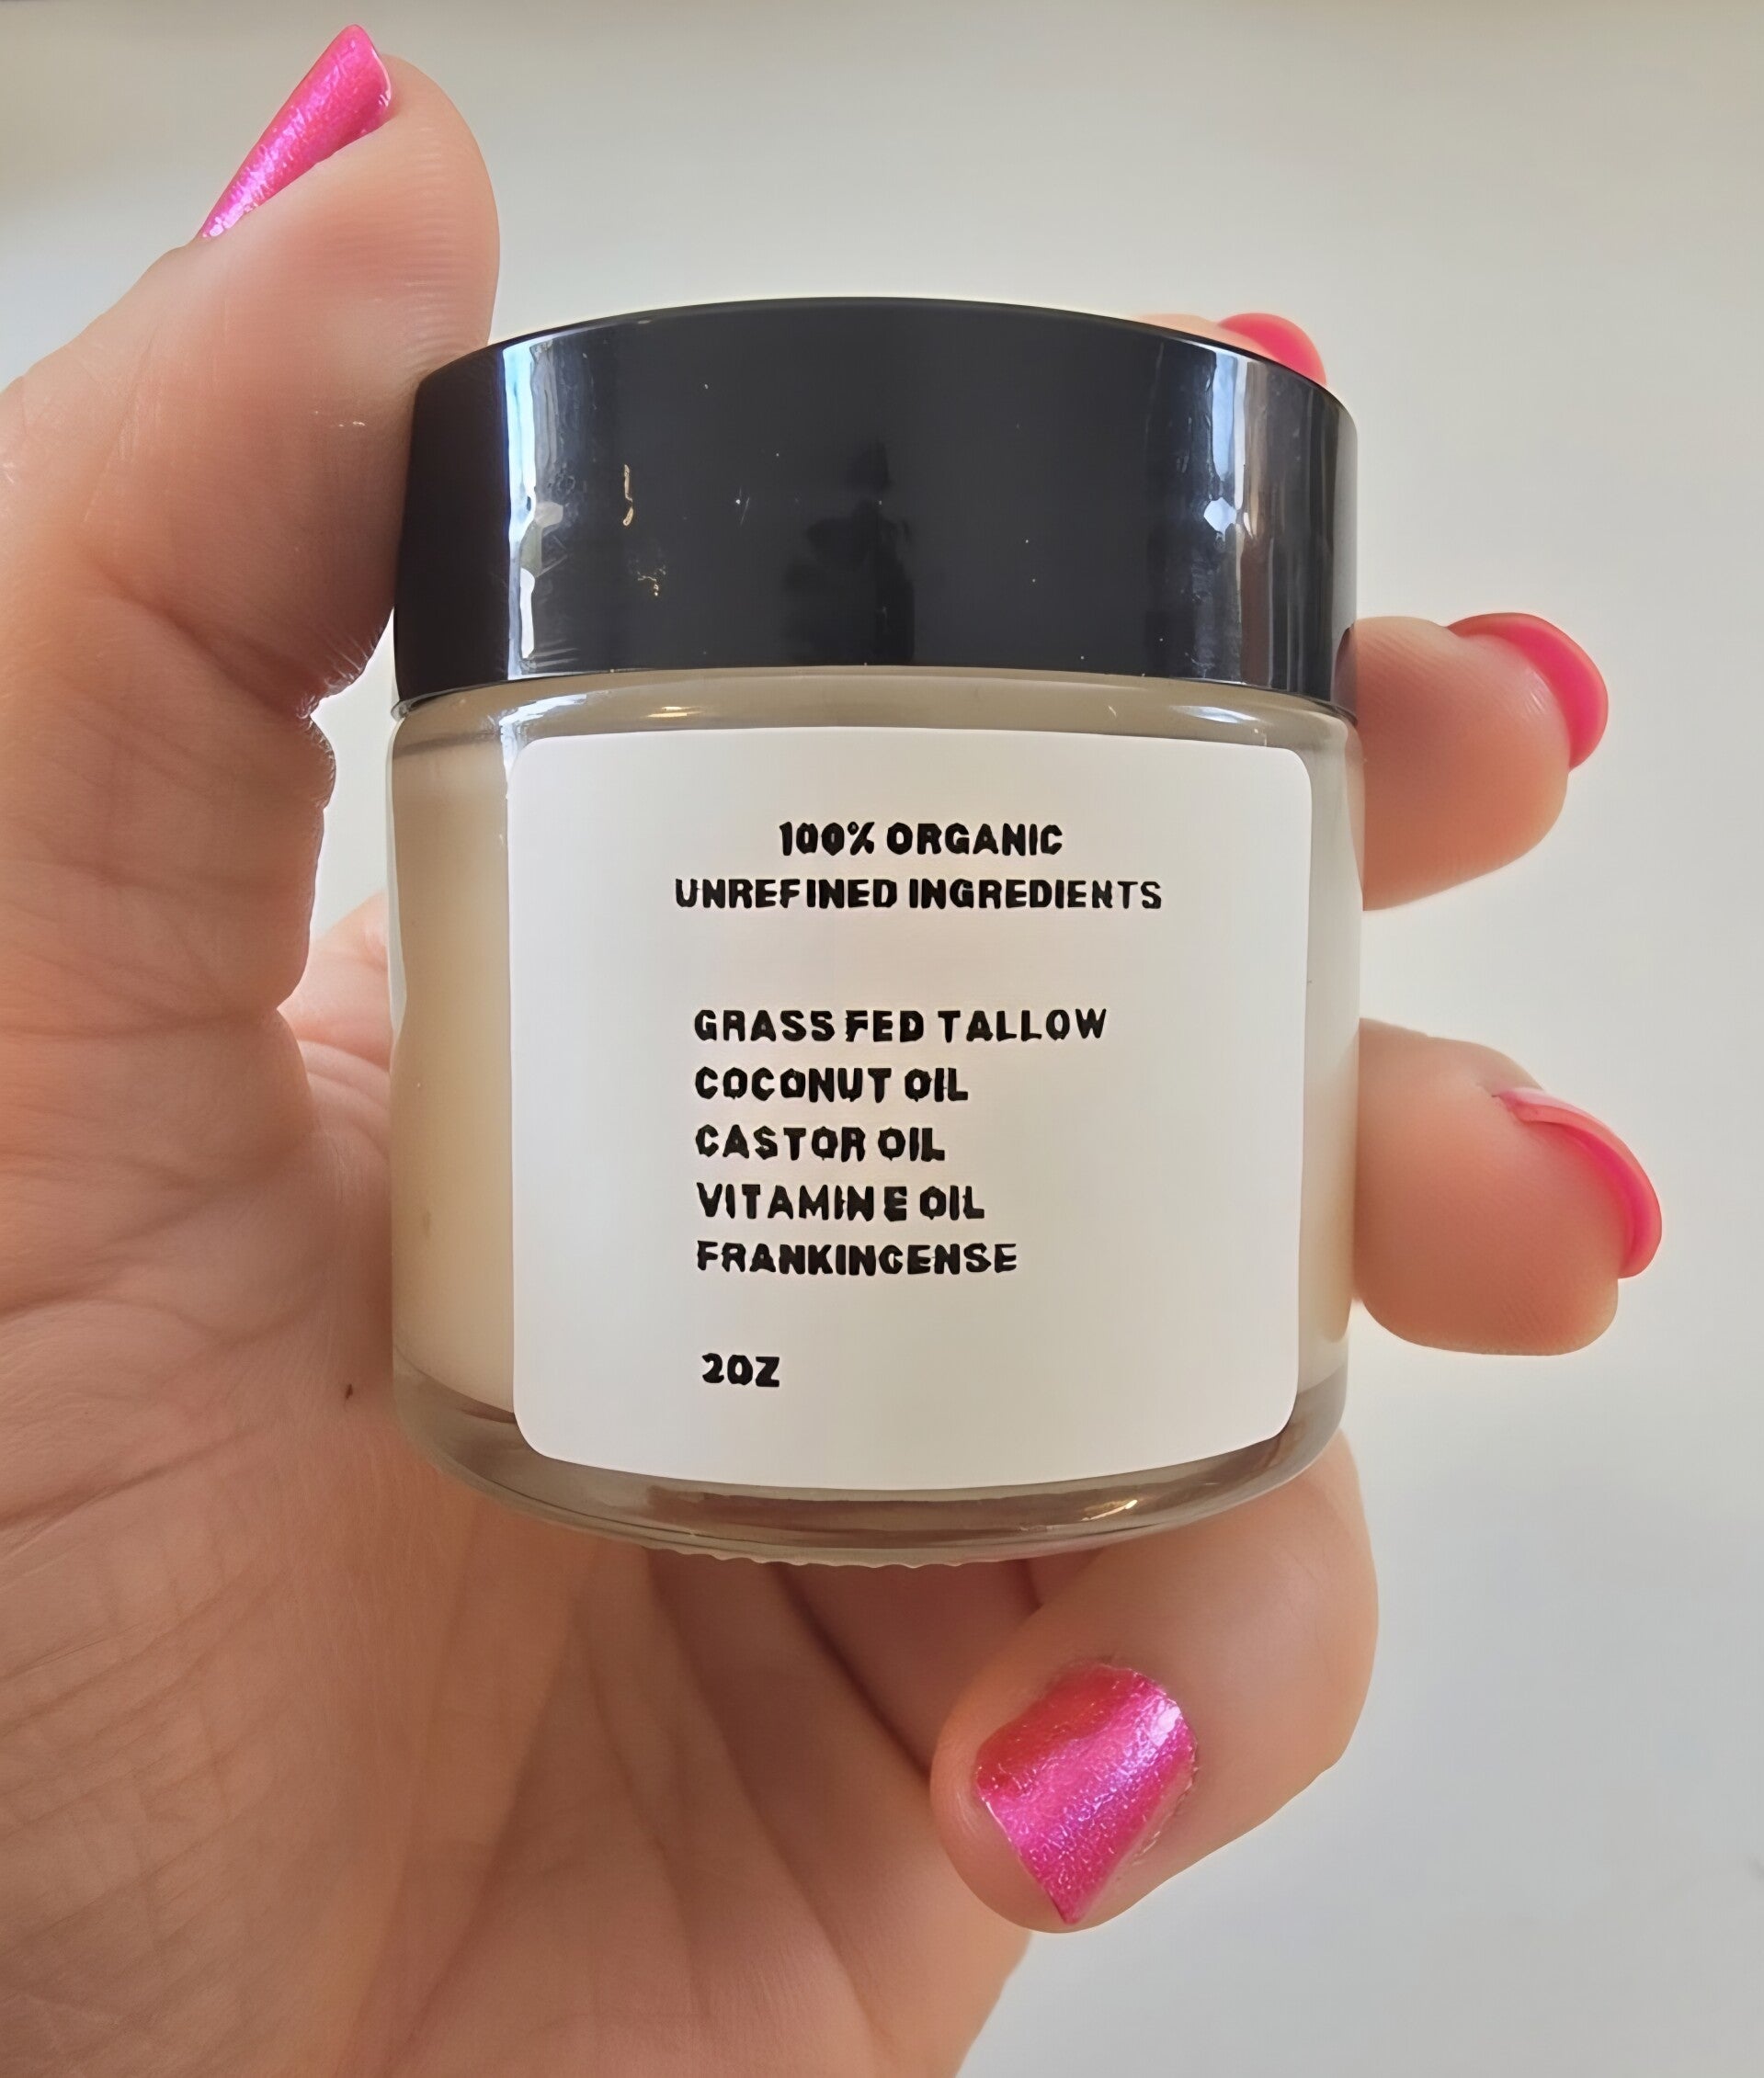 100% ORGANIC
UNREFINED INGREDIENTS
GRASS FED TALLOW
COCONUT OIL
CASTOR OIL
VITAMIN E OIL
FRANKINCENSE
2OZ